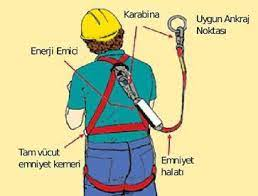 Karabina
Uygun Ankraj
Noktası
Enerji Emici
Tam vücut
emniyet kemeri
Emniyet
halatı